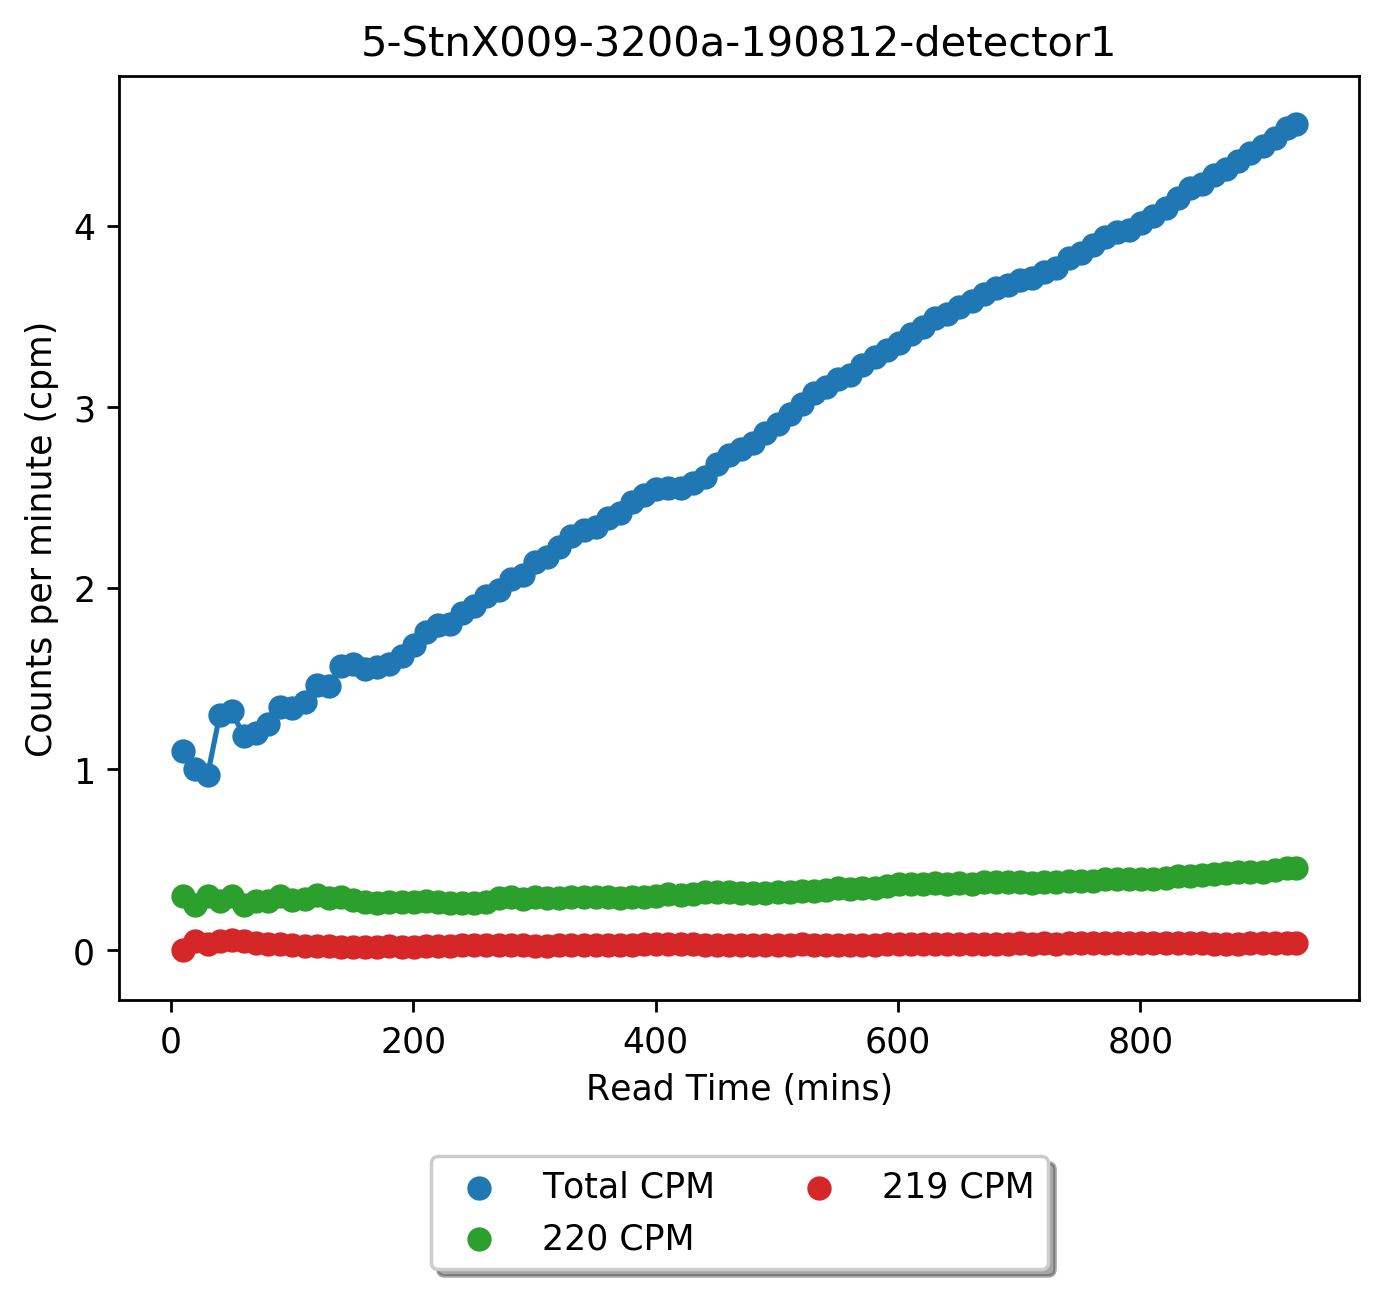 5-StnX009-3200a-190812-detector1
Counts per minute (cpm)
4
3
2
1
0
0 200 400 600 800
Read Time (mins)
Total CPM 219 CPM
220 CPM